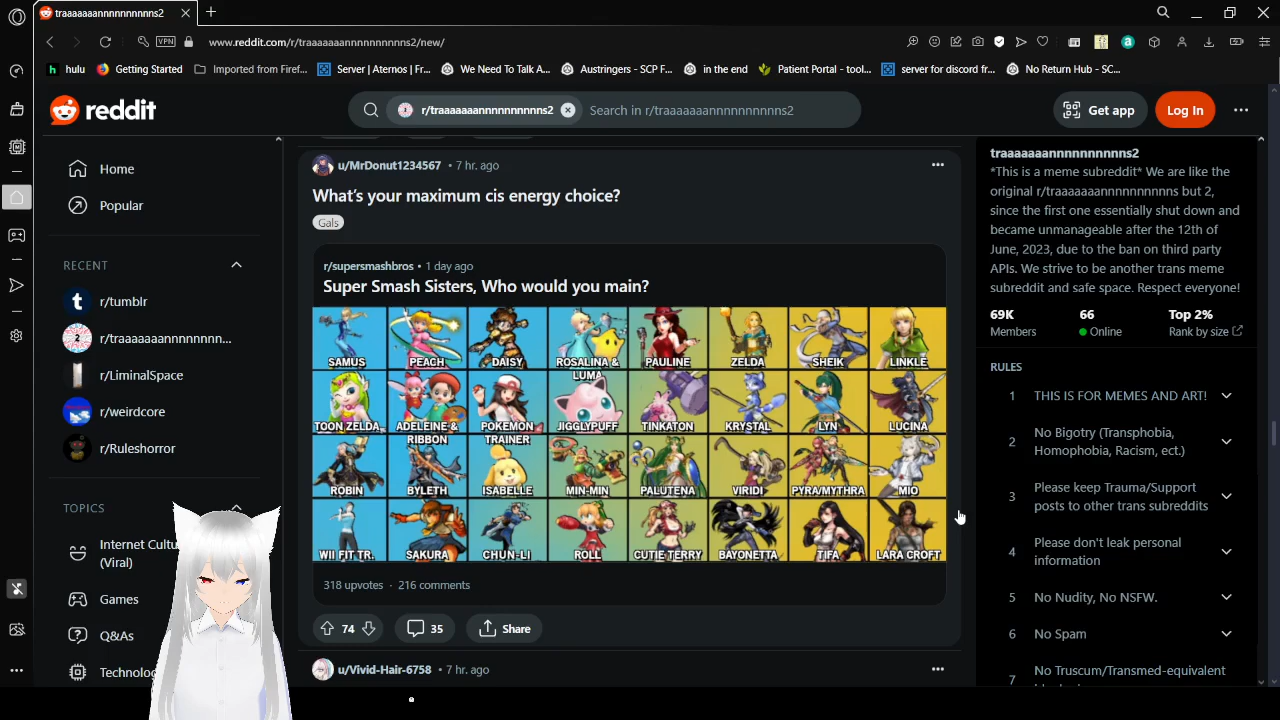 traaaaaaannnnnnnnnns2
www.reddit.com/r/traaaaaaannnnnnnnnns2/new/
VPN
hulu
Getting Started
Imported from Firef...
Server | Aternos | Fr...
We Need To Talk A...
Austringers - SCP F...
in the end
Patient Portal - tool...
server for discord fr...
No Return Hub - SC...
reddit
r/traaaaaaannnnnnnnnns2
Search in r/traaaaaaannnnnnnnnns2
Get app
Log In
Home
Popular
RECENT
r/tumblr
r/traaaaaaannnnnnn...
r/LiminalSpace
r/weirdcore
r/Ruleshorror
TOPICS
Internet Cultu
(Viral)
Games
Q&As
Technolo
u/MrDonut1234567 • 7 hr. ago
What's your maximum cis energy choice?
Gals
r/supersmashbros • 1 day ago
Super Smash Sisters, Who would you main?
SAMUS
PEACH
DAISY
ROSALINA &
LUMA
PAULINE
ZELDA
SHEIK
LINKLE
TOON ZELDA
ADELEINE &
RIBBON
POKEMON
TRAINER
JIGGLYPUFF
TINKATON
KRYSTAL
LYN
LUCINA
ROBIN
BYLETH
ISABELLE
MIN-MIN
PALUTENA
VIRIDI
PYRA/MYTHRA
MIO
WII FIT TR.
SAKURA
CHUN-LI
ROLL
CUTIE TERRY
BAYONETTA
TIFA
LARA CROFT
318 upvotes · 216 comments
74
35
Share
u/Vivid-Hair-6758 • 7 hr. ago
traaaaaaannnnnnnnnns2
*This is a meme subreddit* We are like the
original r/traaaaaaannnnnnnnnns but 2,
since the first one essentially shut down and
became unmanageable after the 12th of
June, 2023, due to the ban on third party
APIs. We strive to be another trans meme
subreddit and safe space. Respect everyone!
69K
Members
66
Online
Top 2%
Rank by size
RULES
1 THIS IS FOR MEMES AND ART!
2 No Bigotry (Transphobia,
Homophobia, Racism, ect.)
3 Please keep Trauma/Support
posts to other trans subreddits
4 Please don't leak personal
information
5 No Nudity, No NSFW.
6 No Spam
7 No Truscum/Transmed-equivalent